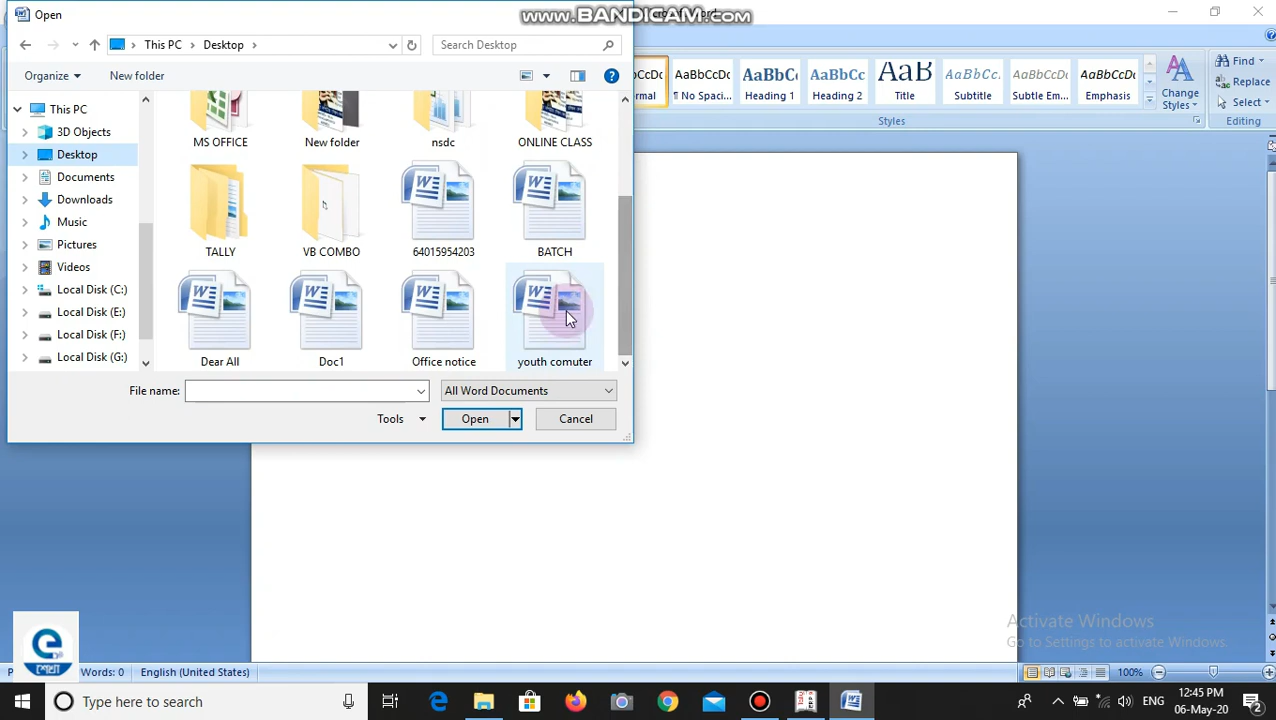 Open
www.BANDICAM.com
This PC
Desktop
Search Desktop
Organize
New folder
This PC
3D Objects
Desktop
Documents
Downloads
Music
Pictures
Videos
Local Disk (C:)
Local Disk (E:)
Local Disk (F:)
Local Disk (G:)
MS OFFICE
New folder
nsdc
ONLINE CLASS
TALLY
VB COMBO
64015954203
BATCH
Dear All
Doc1
Office notice
youth comuter
File name:
All Word Documents
Tools
Open
Cancel
AaBbCcDc
AaBbCc
AaBbCc
AaB
AaBbCc.
AaBbCcDc
AaBbCcDc
¶ No Spaci...
Heading 1
Heading 2
Title
Subtitle
Subtle Em...
Emphasis
Change
Styles
Find
Replace
Select
Styles
Editing
Activate Windows
Go to Settings to activate Windows.
Words: 0
English (United States)
100%
Type here to search
ENG
12:45 PM
06-May-20
2